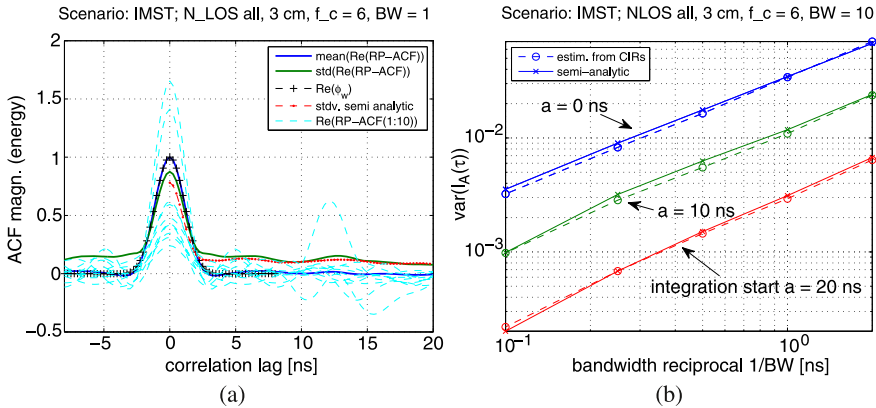 Scenario: IMST; N_LOS all, 3 cm, f_c = 6, BW = 1
ACF magn. (energy)
2
1.5
1
0.5
0
−0.5
mean(Re(RP−ACF))
std(Re(RP−ACF))
Re(ϕ_w)
stdv. semi analytic
Re(RP−ACF(1:10))
−5 0 5 10 15 20
correlation lag [ns]
(a)
Scenario: IMST; NLOS all, 3 cm, f_c = 6, BW = 10
var(I_A(τ))
10^−2
10^−3
estim. from CIRs
semi−analytic
a = 0 ns
a = 10 ns
integration start a = 20 ns
10^−1 10^0
bandwidth reciprocal 1/BW [ns]
(b)